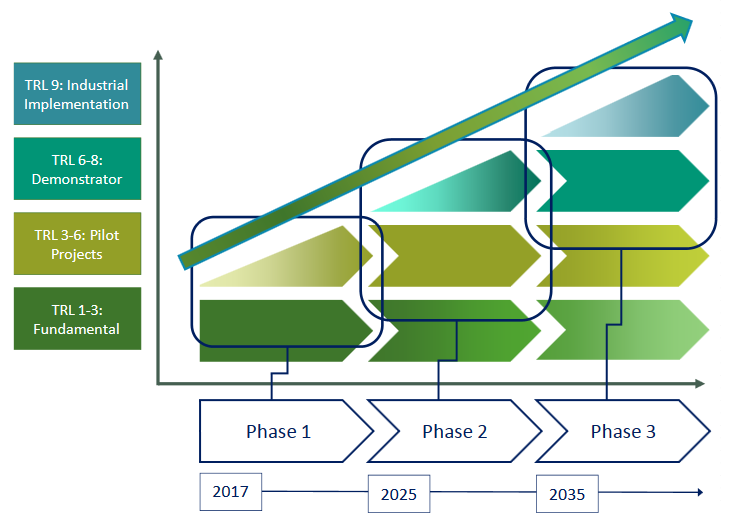 TRL 9: Industrial
Implementation
TRL 6-8:
Demonstrator
TRL 3-6: Pilot
Projects
TRL 1-3:
Fundamental
Phase 1
Phase 2
Phase 3
2017
2025
2035